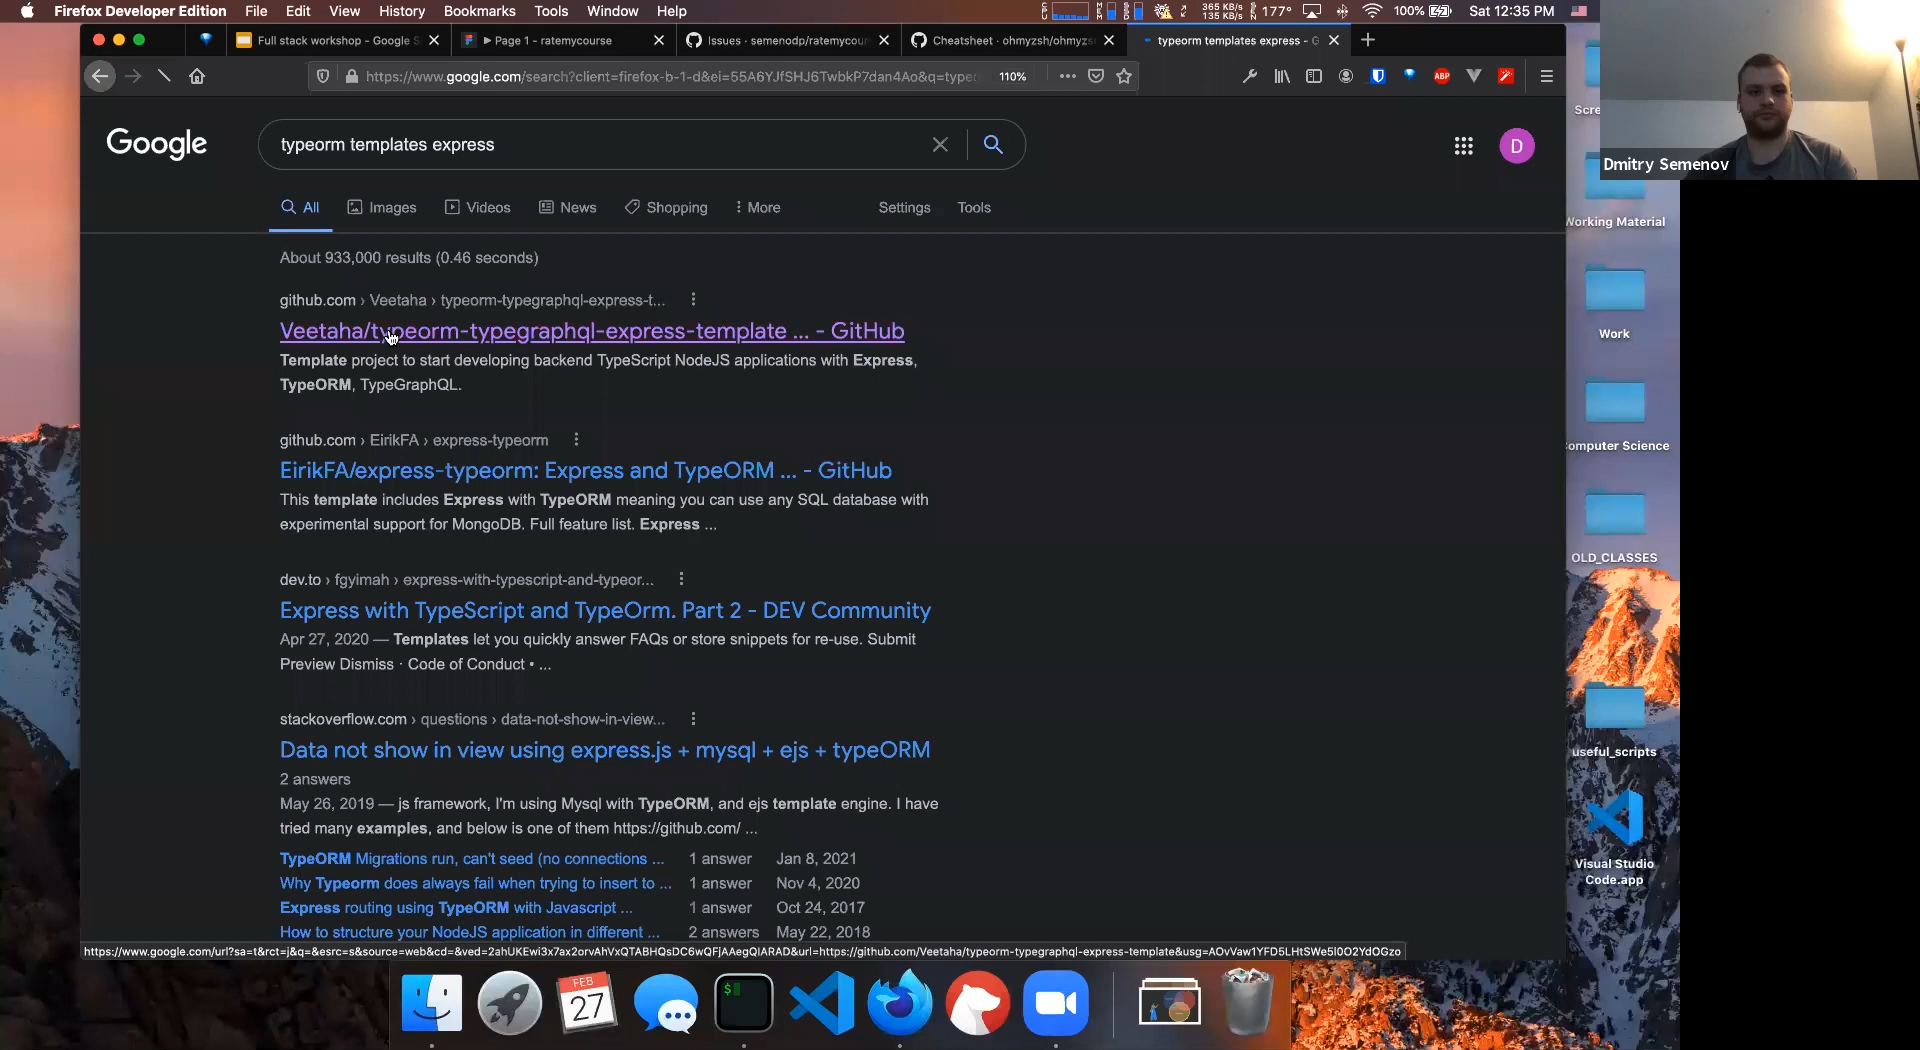 Firefox Developer Edition File Edit View History Bookmarks Tools Window Help
365 KB/s
135 KB/s
177°
100%
Sat 12:35 PM
Full stack workshop - Google S
Page 1 - ratemycourse
Issues · semenodp/ratemycour
Cheatsheet · ohmyzsh/ohmyzs
typeorm templates express - G
https://www.google.com/search?client=firefox-b-1-d&ei=55A6YJfSHJ6TwbkP7dan4Ao&q=type
110%
ABP
Google
typeorm templates express
D
All Images Videos News Shopping More Settings Tools
About 933,000 results (0.46 seconds)
github.com › Veetaha › typeorm-typegraphql-express-t...
Veetaha/typeorm-typegraphql-express-template ... - GitHub
Template project to start developing backend TypeScript NodeJS applications with Express,
TypeORM, TypeGraphQL.
github.com › EirikFA › express-typeorm
EirikFA/express-typeorm: Express and TypeORM ... - GitHub
This template includes Express with TypeORM meaning you can use any SQL database with
experimental support for MongoDB. Full feature list. Express ...
dev.to › fgyimah › express-with-typescript-and-typeor...
Express with TypeScript and TypeOrm. Part 2 - DEV Community
Apr 27, 2020 — Templates let you quickly answer FAQs or store snippets for re-use. Submit
Preview Dismiss · Code of Conduct • ...
stackoverflow.com › questions › data-not-show-in-view...
Data not show in view using express.js + mysql + ejs + typeORM
2 answers
May 26, 2019 — js framework, I'm using Mysql with TypeORM, and ejs template engine. I have
tried many examples, and below is one of them https://github.com/ ...
TypeORM Migrations run, can't seed (no connections ... 1 answer Jan 8, 2021
Why Typeorm does always fail when trying to insert to ... 1 answer Nov 4, 2020
Express routing using TypeORM with Javascript ... 1 answer Oct 24, 2017
How to structure your NodeJS application in different ... 2 answers May 22, 2018
Dmitry Semenov
Scre
Working Material
Work
omputer Science
OLD_CLASSES
useful_scripts
Visual Studio
Code.app
FEB
27
$